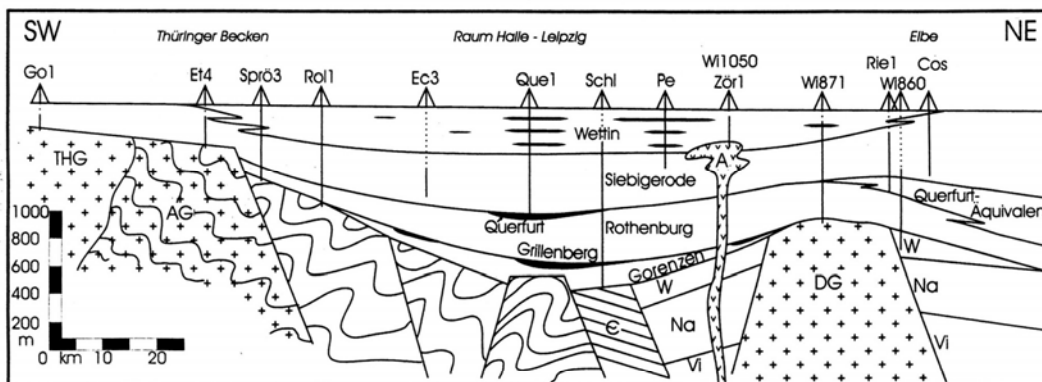 SW NE
Thüringer Becken Raum Halle - Leipzig Elbe
Go1 Et4 Sprö3 Rol1 Ec3 Que1 Schl Pe Wi1050 Zör1 Wi871 Rie1 Wi860 Cos
Wettin
THG A
Siebigerode
AG Querfurt Rothenburg Querfurt-
Äquivalen
Grillenberg
Gorenzen W W
DG
Є Na Na
Vi Vi
1000
800
600
400
200
m
0 km 10 20